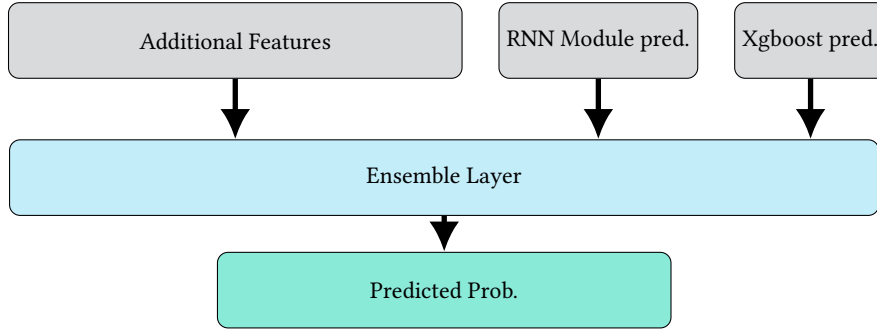 Additional Features
RNN Module pred.
Xgboost pred.
Ensemble Layer
Predicted Prob.